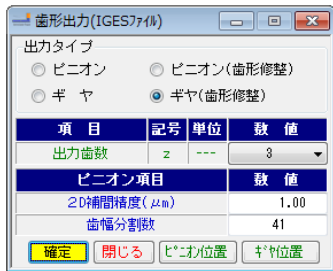 歯形出力(IGESﾌｧｲﾙ)
出力タイプ
ピニオン ピニオン(歯形修整)
ギ ヤ ギヤ(歯形修整)
項 目 記号 単位 数 値
出力歯数 z --- 3
ピニオン項目 数 値
2D補間精度(μm) 1.00
歯幅分割数 41
確定 閉じる ﾋﾟﾆｵﾝ位置 ｷﾞﾔ位置